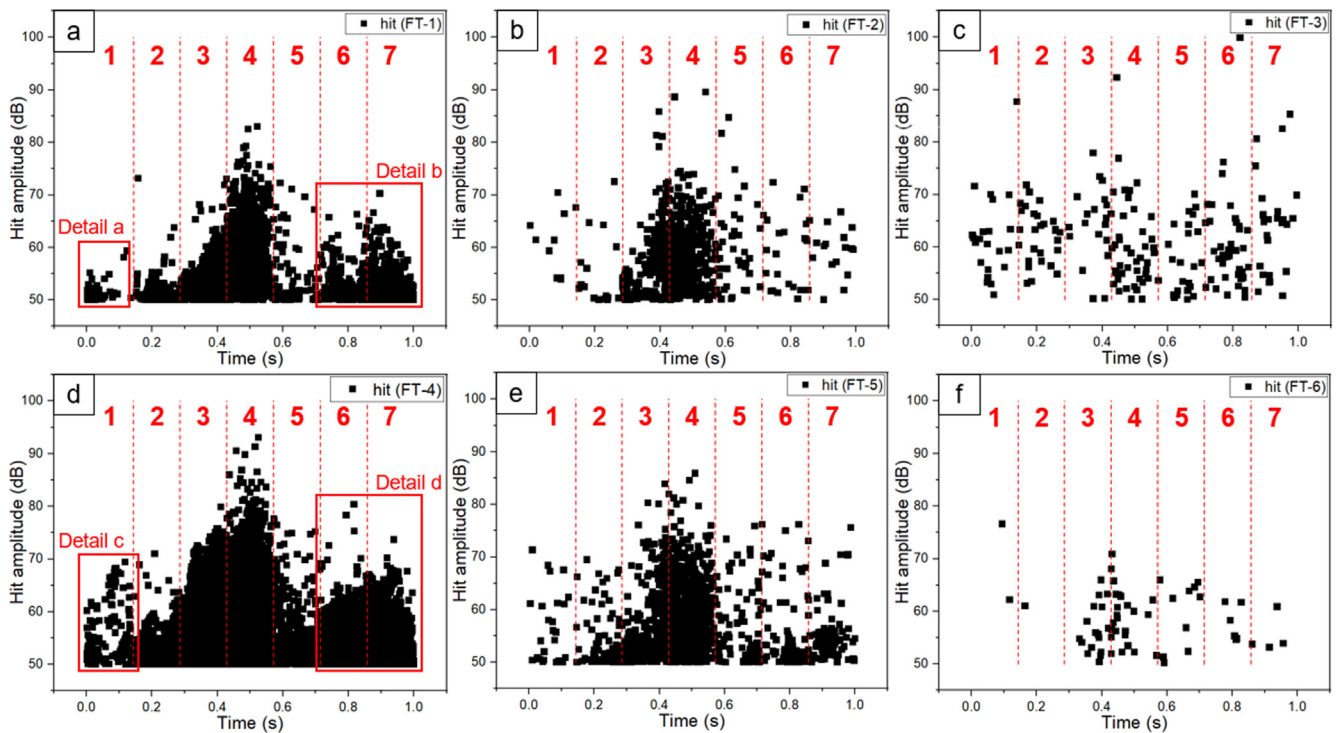 a
hit (FT-1)
1 2 3 4 5 6 7
Detail a
Detail b
Hit amplitude (dB)
100
90
80
70
60
50
0.0 0.2 0.4 0.6 0.8 1.0
Time (s)
b
hit (FT-2)
1 2 3 4 5 6 7
Hit amplitude (dB)
100
90
80
70
60
50
0.0 0.2 0.4 0.6 0.8 1.0
Time (s)
c
hit (FT-3)
1 2 3 4 5 6 7
Hit amplitude (dB)
100
90
80
70
60
50
0.0 0.2 0.4 0.6 0.8 1.0
Time (s)
d
hit (FT-4)
1 2 3 4 5 6 7
Detail c
Detail d
Hit amplitude (dB)
100
90
80
70
60
50
0.0 0.2 0.4 0.6 0.8 1.0
Time (s)
e
hit (FT-5)
1 2 3 4 5 6 7
Hit amplitude (dB)
100
90
80
70
60
50
0.0 0.2 0.4 0.6 0.8 1.0
Time (s)
f
hit (FT-6)
1 2 3 4 5 6 7
Hit amplitude (dB)
100
90
80
70
60
50
0.0 0.2 0.4 0.6 0.8 1.0
Time (s)